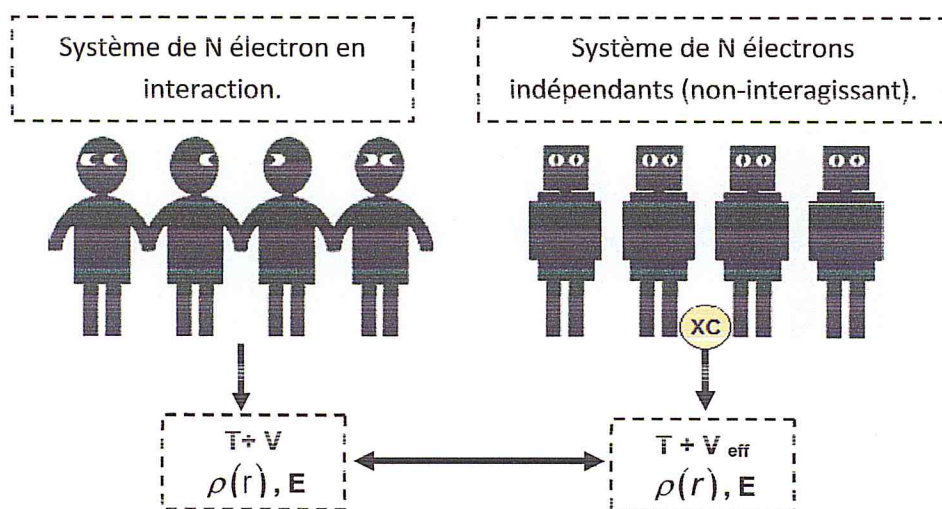 Système de N électron en
interaction.
Système de N électrons
indépendants (non-interagissant).
XC
T+ V
ρ(r), E
T + V eff
ρ(r), E